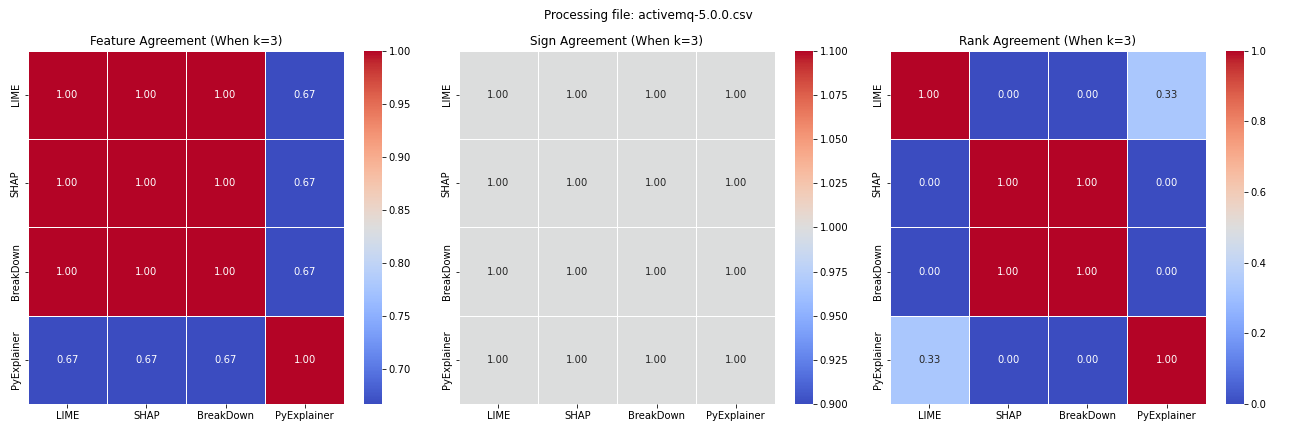 Processing file: activemq-5.0.0.csv
Feature Agreement (When k=3)
LIME
1.00 1.00 1.00 0.67
SHAP
1.00 1.00 1.00 0.67
BreakDown
1.00 1.00 1.00 0.67
PyExplainer
0.67 0.67 0.67 1.00
LIME SHAP BreakDown PyExplainer
1.00
0.95
0.90
0.85
0.80
0.75
0.70
Sign Agreement (When k=3)
LIME
1.00 1.00 1.00 1.00
SHAP
1.00 1.00 1.00 1.00
BreakDown
1.00 1.00 1.00 1.00
PyExplainer
1.00 1.00 1.00 1.00
LIME SHAP BreakDown PyExplainer
1.100
1.075
1.050
1.025
1.000
0.975
0.950
0.925
0.900
Rank Agreement (When k=3)
LIME
1.00 0.00 0.00 0.33
SHAP
0.00 1.00 1.00 0.00
BreakDown
0.00 1.00 1.00 0.00
PyExplainer
0.33 0.00 0.00 1.00
LIME SHAP BreakDown PyExplainer
1.0
0.8
0.6
0.4
0.2
0.0